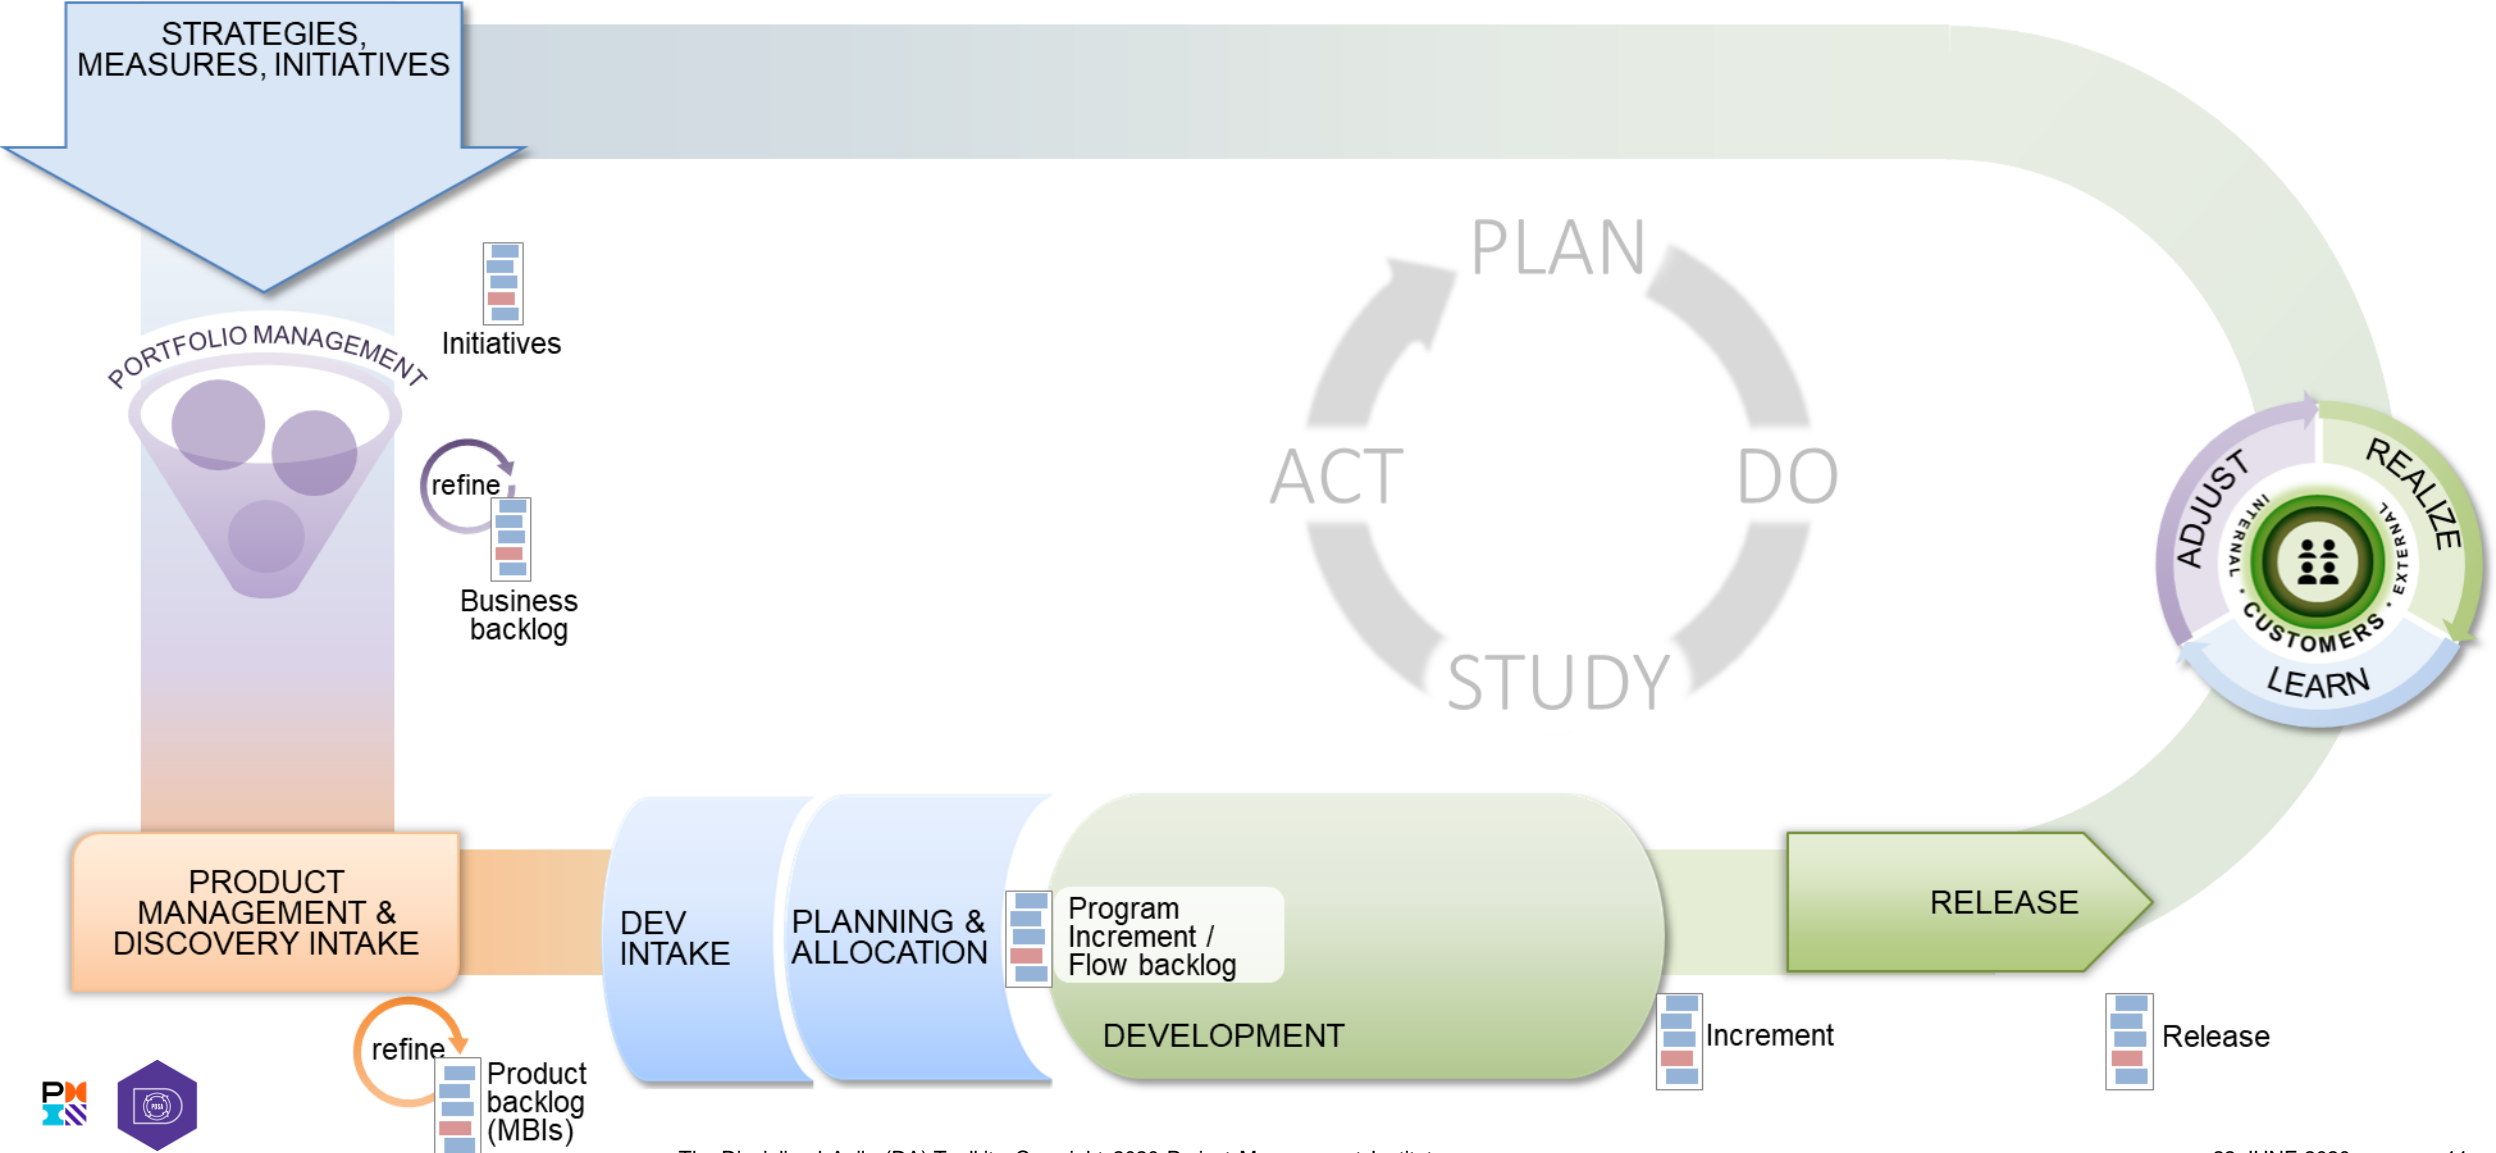 STRATEGIES,
MEASURES, INITIATIVES
PORTFOLIO MANAGEMENT
Initiatives
refine
Business
backlog
PLAN
DO
STUDY
ACT
ADJUST
REALIZE
LEARN
INTERNAL • CUSTOMERS • EXTERNAL
PRODUCT
MANAGEMENT &
DISCOVERY INTAKE
refine
Product
backlog
(MBIs)
DEV
INTAKE
PLANNING &
ALLOCATION
Program
Increment /
Flow backlog
DEVELOPMENT
Increment
RELEASE
Release
PDSA